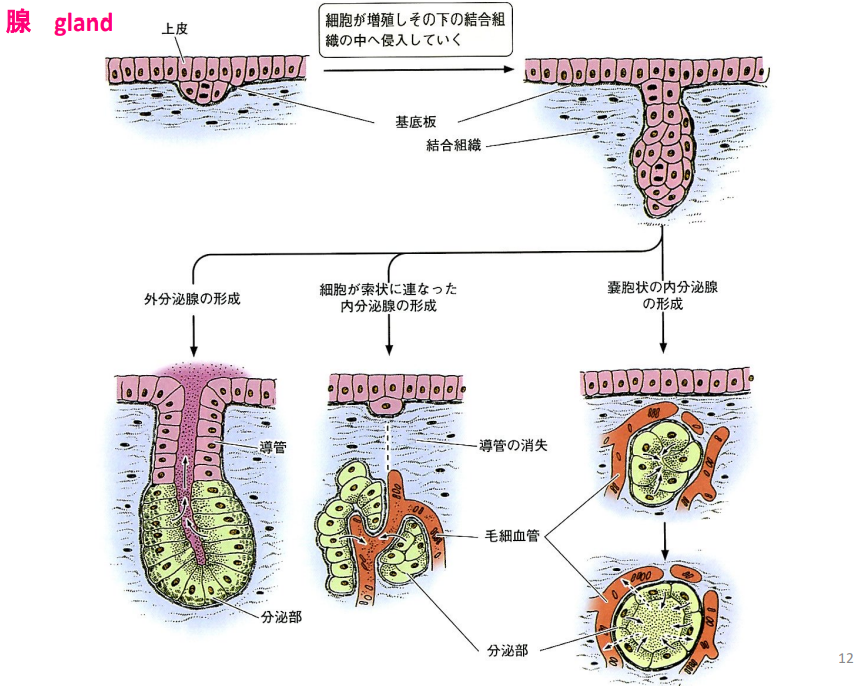 腺 gland
上皮
細胞が増殖しその下の結合組
織の中へ侵入していく
基底板
結合組織
外分泌腺の形成
細胞が索状に連なった
内分泌腺の形成
嚢胞状の内分泌腺
の形成
導管
導管の消失
毛細血管
分泌部
分泌部
12